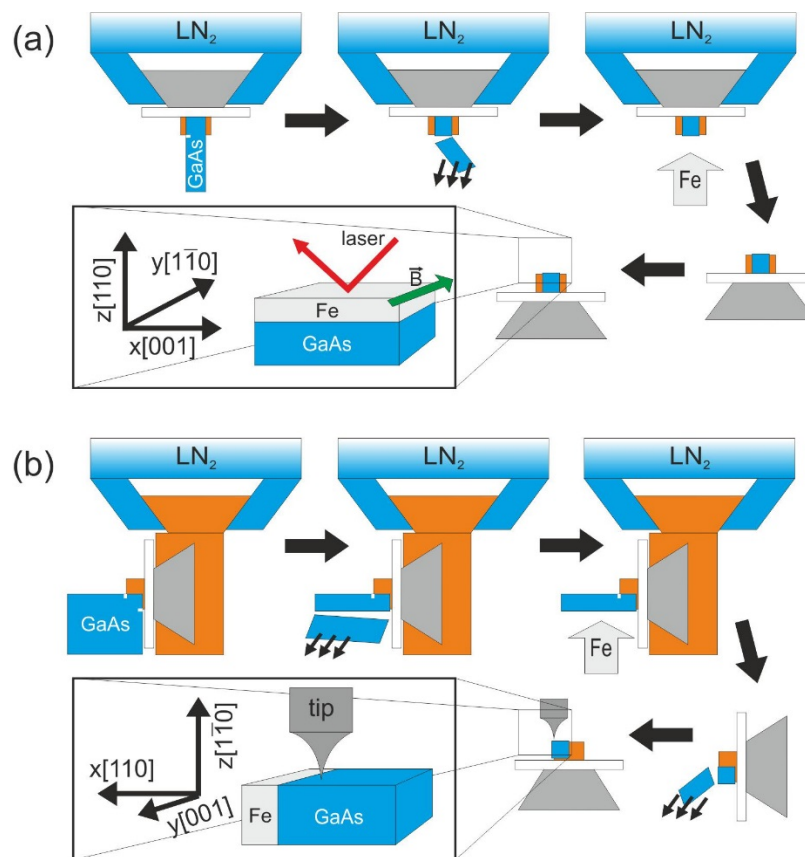 (a)
LN₂
LN₂
LN₂
GaAs
Fe
z[110]
y[11̅0]
x[001]
laser
B⃗
Fe
GaAs
(b)
LN₂
LN₂
LN₂
GaAs
Fe
x[110]
y[001]
z[11̅0]
tip
Fe
GaAs